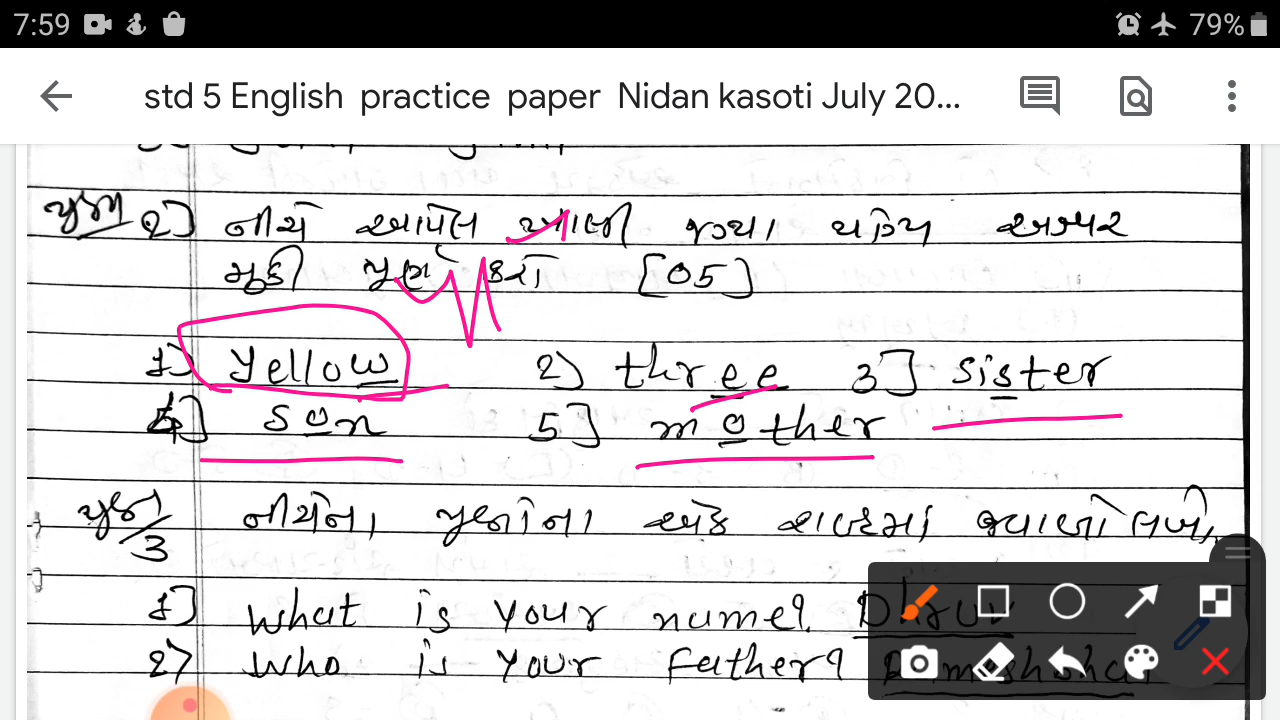 7:59 79%
std 5 English practice paper Nidan kasoti July 20...
પ્રશ્ન 2] નીચે આપેલ ખાલી જગ્યા યોગ્ય અક્ષર
મુકી પૂર્ણ કરો [05]
1) Yellow 2) three 3] sister
4] son 5] mother
પ્રશ્ન/3 નીચેના પ્રશ્નોના એક શબ્દમાં જવાબો લખો.
1] What is your name? Dhruv
2) Who is your Father?